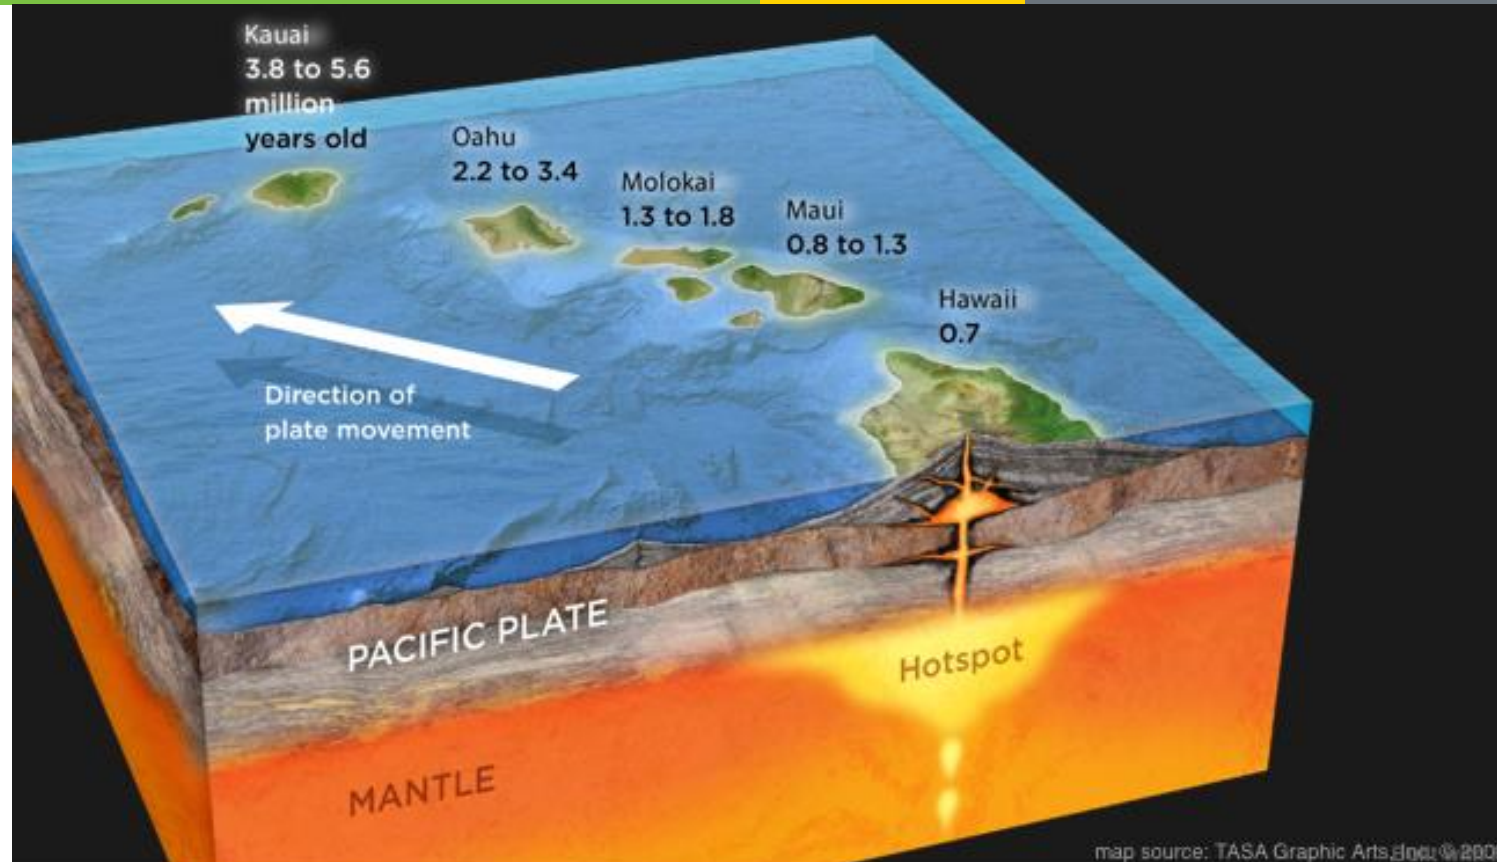 Kauai
3.8 to 5.6
million
years old
Oahu
2.2 to 3.4
Molokai
1.3 to 1.8
Maui
0.8 to 1.3
Hawaii
0.7
Direction of
plate movement
PACIFIC PLATE
Hotspot
MANTLE
map source: TASA Graphic Arts, Inc.